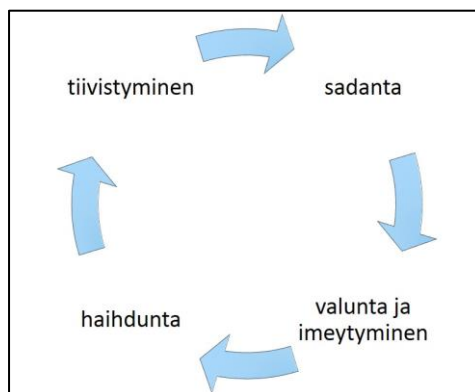 tiivistyminen
sadanta
valunta ja
imeytyminen
haihdunta